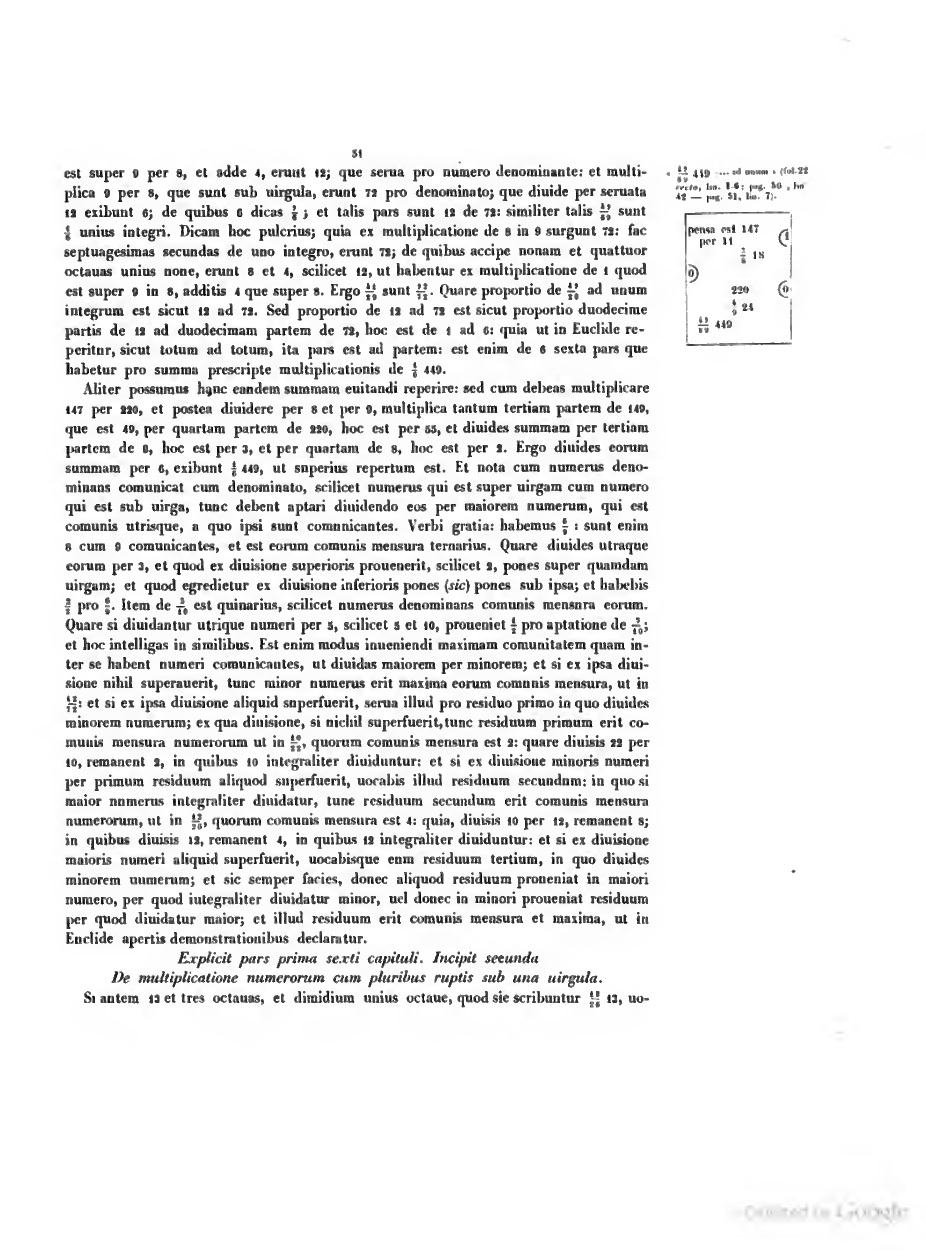 51
est super 9 per 8, et adde 4, erunt 12; que serua pro numero denominante: et multi-
plica 9 per 8, que sunt sub uirgula, erunt 72 pro denominato; que diuide per seruata
12 exibunt 6; de quibus 6 dicas ; et talis pars sunt 12 de 72: similiter talis sunt
unius integri. Dicam hoc pulcrius; quia ex multiplicatione de 8 in 9 surgunt 72: fac
septuagesimas secundas de uno integro, erunt 72; de quibus accipe nonam et quattuor
octauas unius none, erunt 8 et 4, scilicet 12, ut habentur ex multiplicatione de 1 quod
est super 9 in 8, additis 4 que super 8. Ergo sunt . Quare proportio de ad unum
integrum est sicut 12 ad 72. Sed proportio de 12 ad 72 est sicut proportio duodecime
partis de 12 ad duodecimam partem de 72, hoc est de 1 ad 6: quia ut in Euclide re-
peritur, sicut totum ad totum, ita pars est ad partem: est enim de 6 sexta pars que
habetur pro summa prescripte multiplicationis de 1/6 449.
Aliter possumus hanc eandem summam euitandi reperire: sed cum debeas multiplicare
147 per 220, et postea diuidere per 8 et per 9, multiplica tantum tertiam partem de 149,
que est 49, per quartam partem de 220, hoc est per 55, et diuides summam per tertiam
partem de 9, hoc est per 3, et per quartam de 8, hoc est per 2. Ergo diuides eorum
summam per 6, exibunt 1/6 449, ut superius repertum est. Et nota cum numerus deno-
minans comunicat cum denominato, scilicet numerus qui est super uirgam cum numero
qui est sub uirga, tunc debent aptari diuidendo eos per maiorem numerum, qui est
comunis utrisque, a quo ipsi sunt comunicantes. Verbi gratia: habemus 6/9 : sunt enim
6 cum 9 comunicantes, et est eorum comunis mensura ternarius. Quare diuides utraque
eorum per 3, et quod ex diuisione superioris prouenerit, scilicet 2, pones super quamdam
uirgam; et quod egredietur ex diuisione inferioris pones (sic) pones sub ipsa; et habebis
2/3 pro 6/9. Item de 5/10 est quinarius, scilicet numerus denominans comunis mensura eorum.
Quare si diuidantur utrique numeri per 5, scilicet 5 et 10, proueniet 1/2 pro aptatione de 5/10;
et hoc intelligas in similibus. Est enim modus inueniendi maximam comunitatem quam in-
ter se habent numeri comunicantes, ut diuidas maiorem per minorem; et si ex ipsa diui-
sione nihil superauerit, tunc minor numerus erit maxima eorum comunis mensura, ut in
12/72: et si ex ipsa diuisione aliquid superfuerit, serua illud pro residuo primo in quo diuides
minorem numerum; ex qua diuisione, si nichil superfuerit, tunc residuum primum erit co-
munis mensura numerorum ut in 10/22, quorum comunis mensura est 2: quare diuisis 22 per
10, remanent 2, in quibus 10 integraliter diuiduntur: et si ex diuisione minoris numeri
per primum residuum aliquod superfuerit, uocabis illud residuum secundum: in quo si
maior numerus integraliter diuidatur, tunc residuum secundum erit comunis mensura
numerorum, ut in 12/20, quorum comunis mensura est 4: quia, diuisis 10 per 12, remanent 8;
in quibus diuisis 12, remanent 4, in quibus 12 integraliter diuiduntur: et si ex diuisione
maioris numeri aliquid superfuerit, uocabisque eum residuum tertium, in quo diuides
minorem numerum; et sic semper facies, donec aliquod residuum proueniat in maiori
numero, per quod integraliter diuidatur minor, uel donec in minori proueniat residuum
per quod diuidatur maior; et illud residuum erit comunis mensura et maxima, ut in
Euclide apertis demonstrationibus declaratur.
Explicit pars prima sexti capituli. Incipit secunda
De multiplicatione numerorum cum pluribus ruptis sub una uirgula.
Si autem 13 et tres octauas, et dimidium unius octaue, quod sic scribuntur 13, uo-
449 .... ad unum » (fol. 22
recto, lin. 1-6; pag. 50, lin
42 — pag. 51, lin. 7).
pensa est 147
per 11
18
220
24
449
Digitized by Google